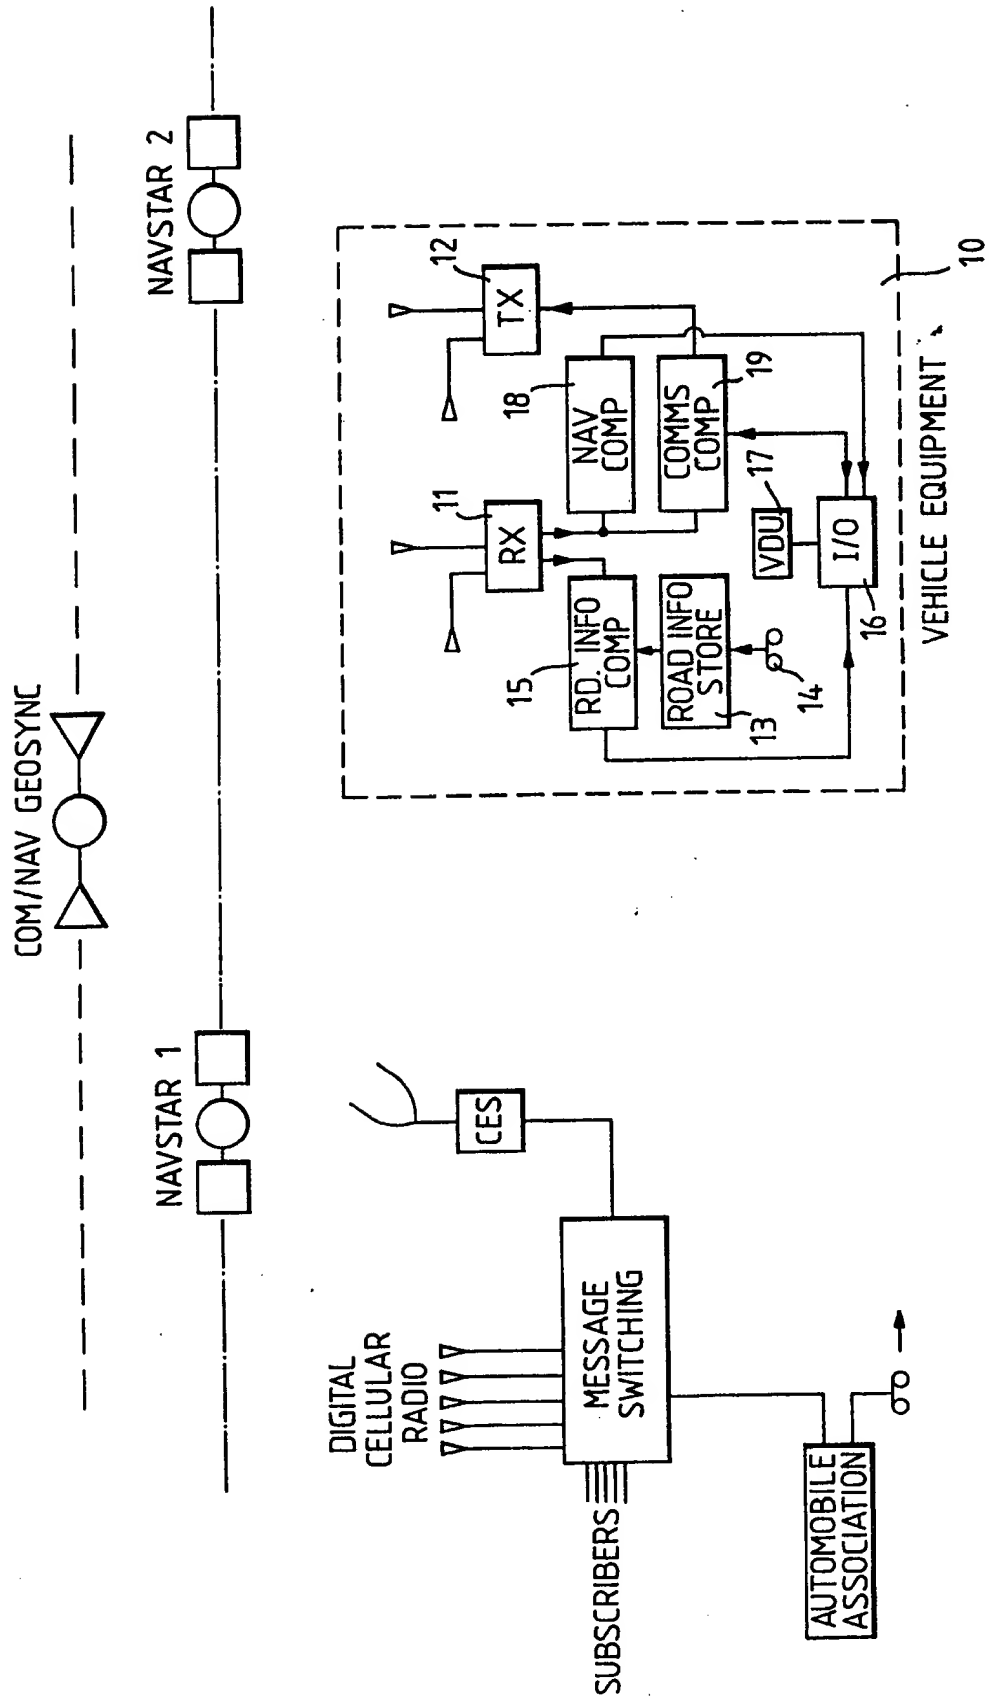 COM/NAV GEOSYNC
NAVSTAR 1
NAVSTAR 2
DIGITAL
CELLULAR
RADIO
SUBSCRIBERS
MESSAGE
SWITCHING
CES
AUTOMOBILE
ASSOCIATION
11
RX
12
TX
15
RD. INFO
COMP
18
NAV
COMP
13
ROAD INFO
STORE
14
19
COMMS
COMP
17
VDU
16
I/O
10
VEHICLE EQUIPMENT